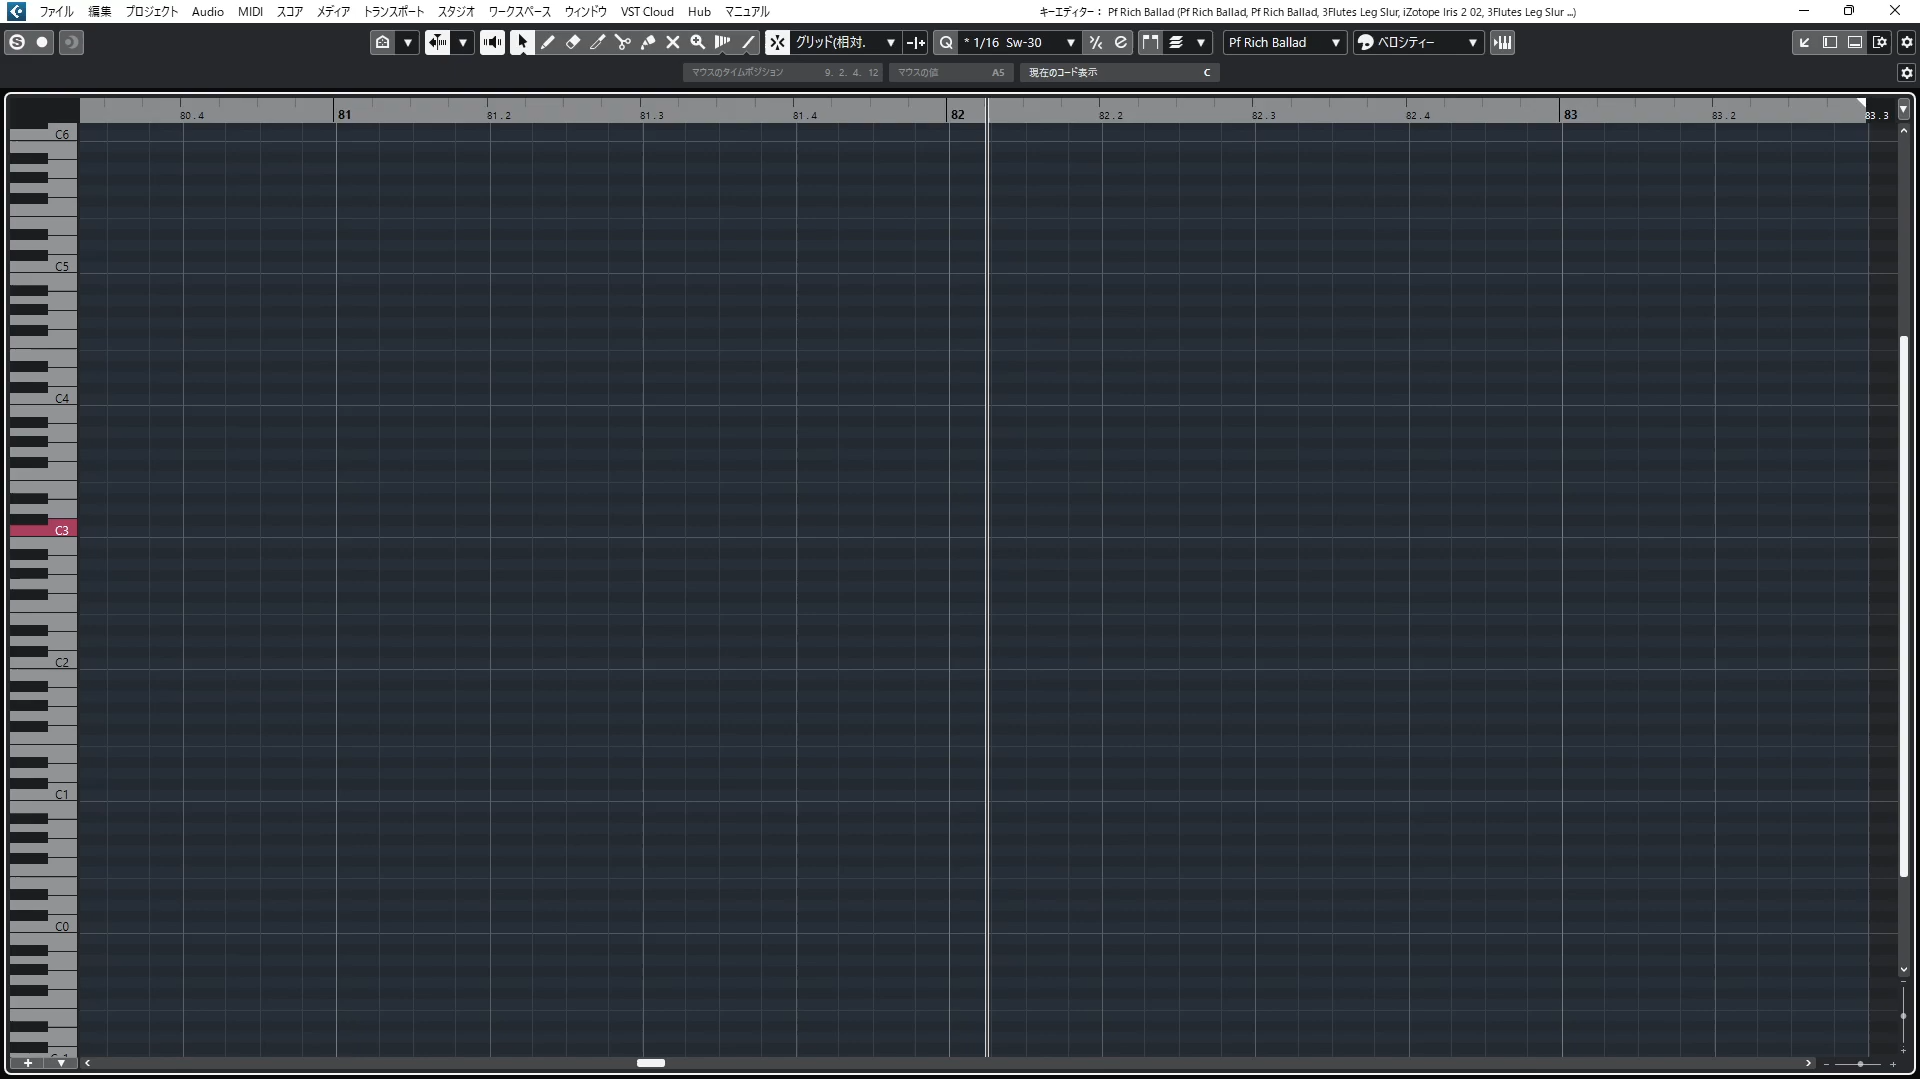 ファイル 編集 プロジェクト Audio MIDI スコア メディア トランスポート スタジオ ワークスペース ウィンドウ VST Cloud Hub マニュアル
キーエディター： Pf Rich Ballad (Pf Rich Ballad, Pf Rich Ballad, 3Flutes Leg Slur, iZotope Iris 2 02, 3Flutes Leg Slur ...)
グリッド(相対. * 1/16 Sw-30 Pf Rich Ballad ベロシティー
マウスのタイムポジション 9. 2. 4. 12 マウスの値 A5 現在のコード表示 C
80.4 81 81.2 81.3 81.4 82 82.2 82.3 82.4 83 83.2 83.3
C6
C5
C4
C3
C2
C1
C0